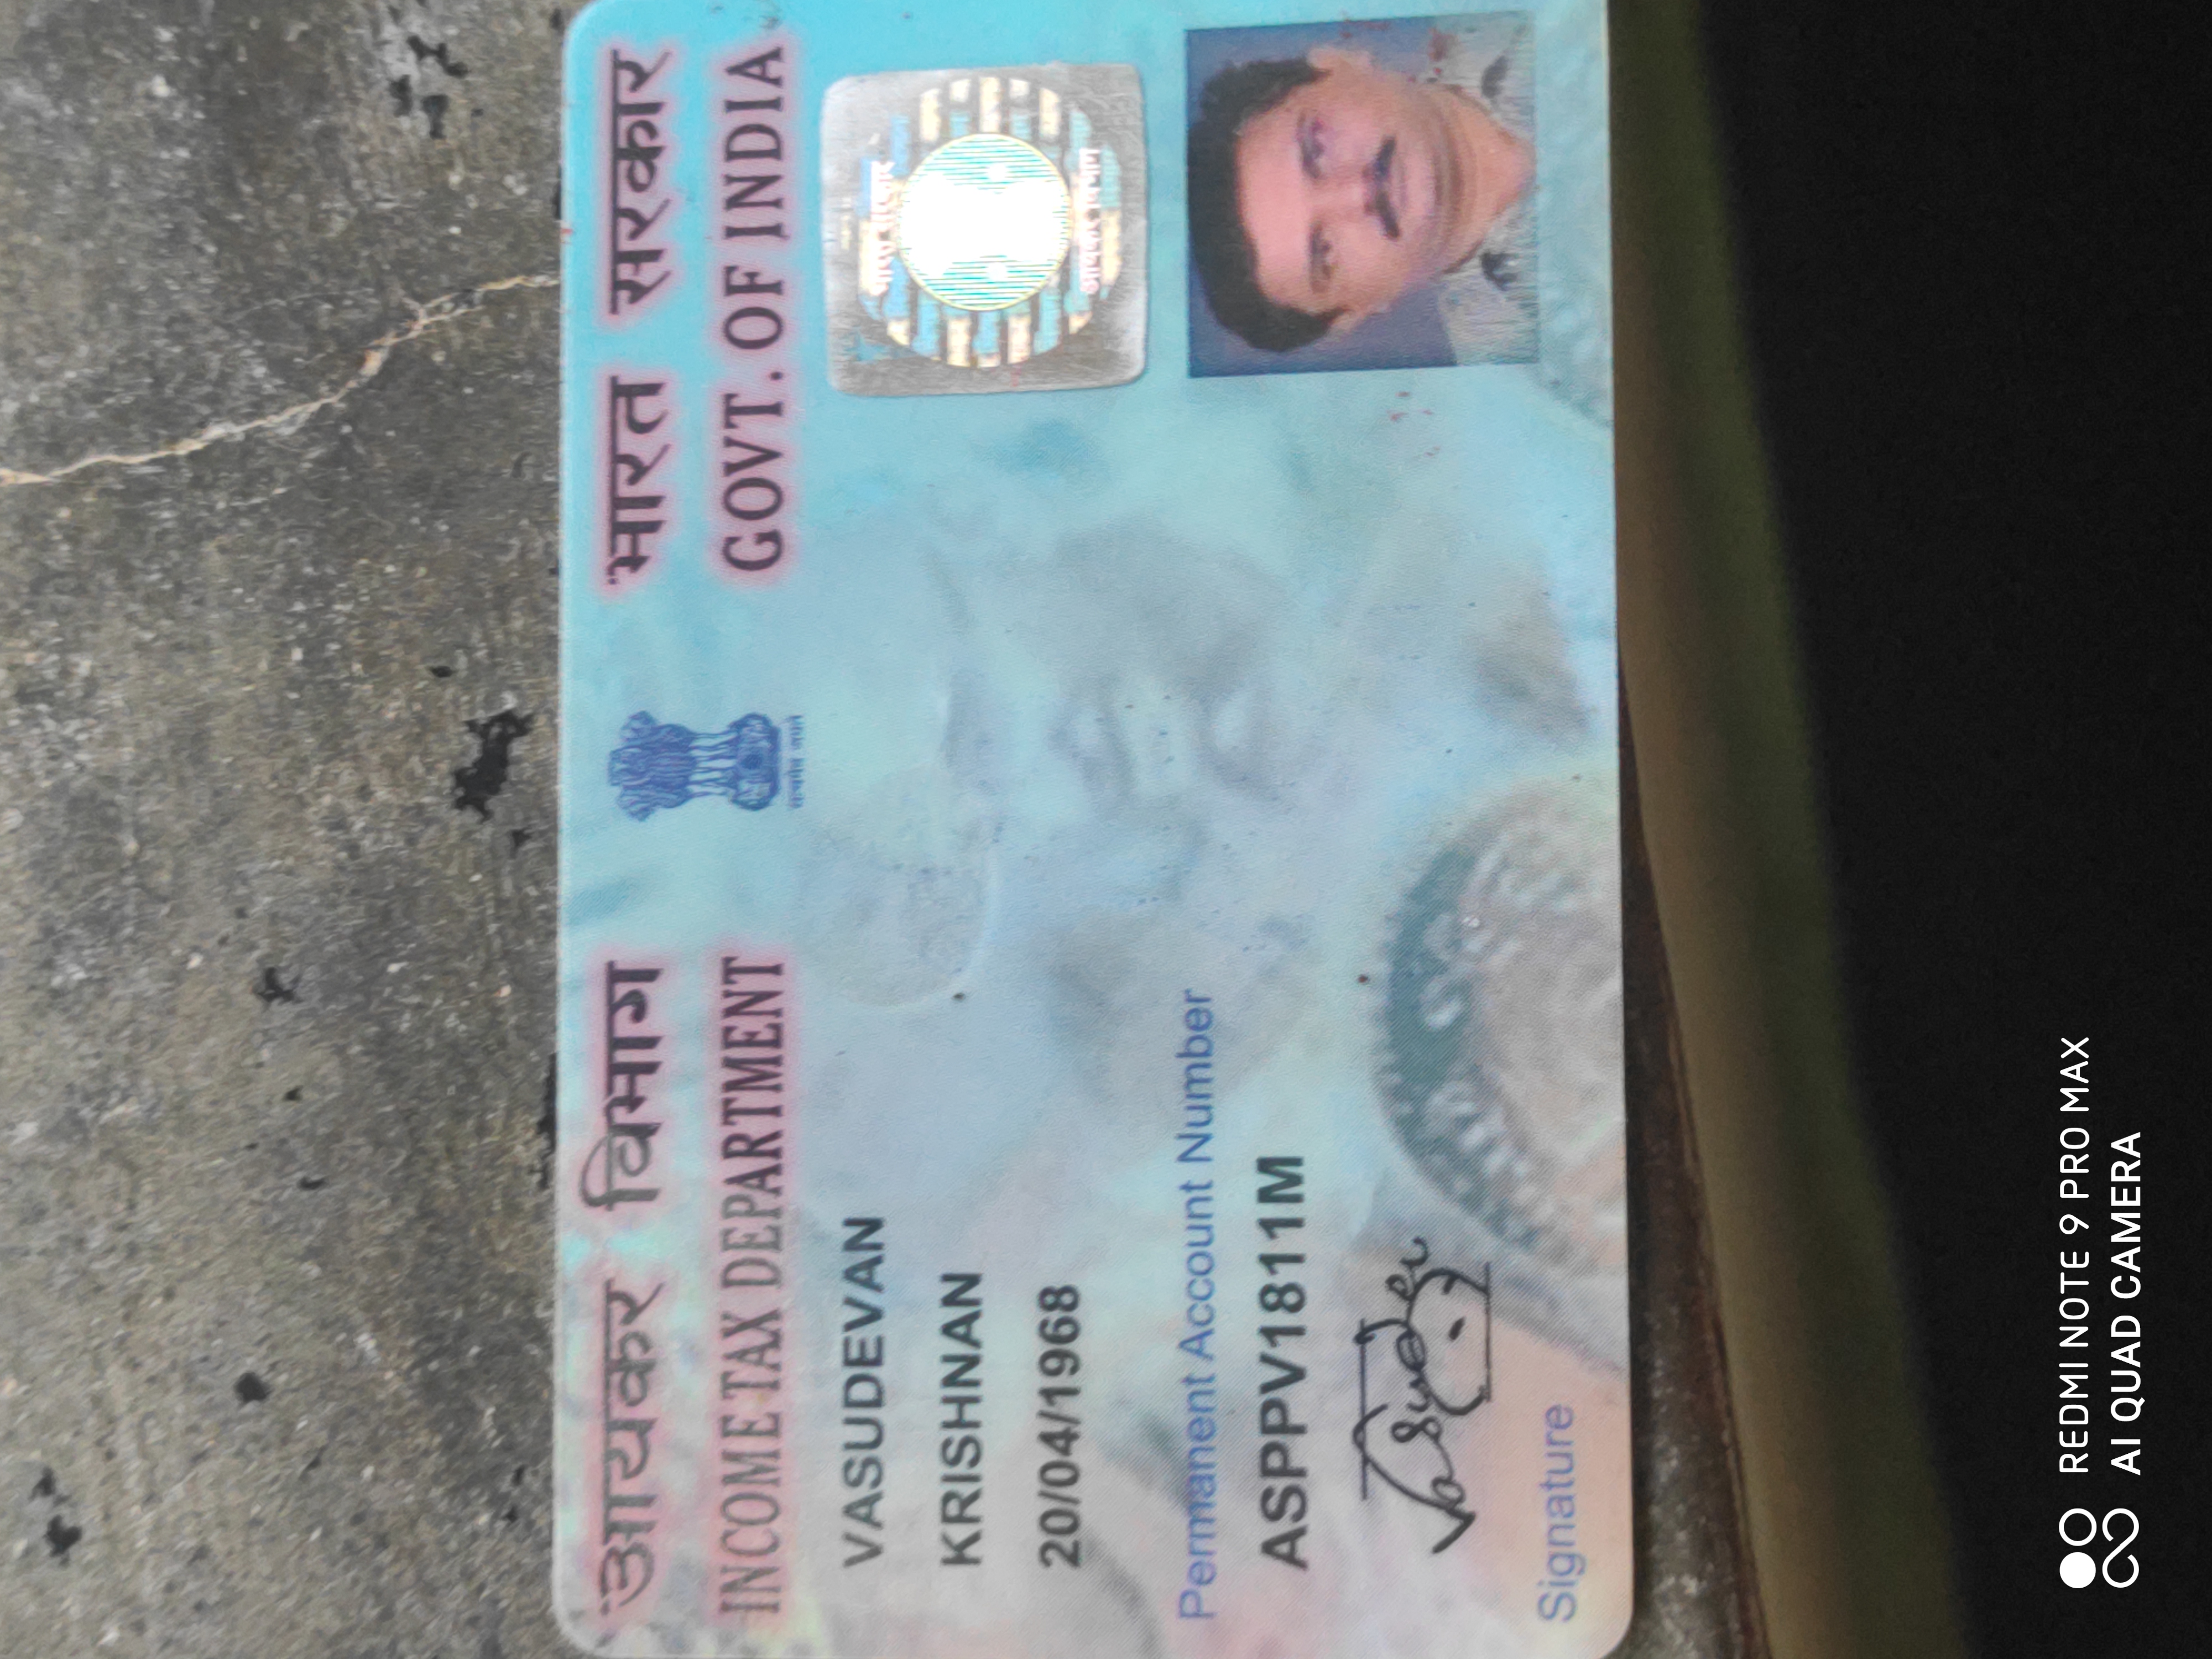 आयकर विभाग
भारत सरकार
INCOME TAX DEPARTMENT
GOVT. OF INDIA
सत्यमेव जयते
VASUDEVAN
KRISHNAN
20/04/1968
भारत सरकार
आयकर विभाग
Permanent Account Number
ASPPV1811M
Vasudev
Signature
REDMI NOTE 9 PRO MAX
AI QUAD CAMERA